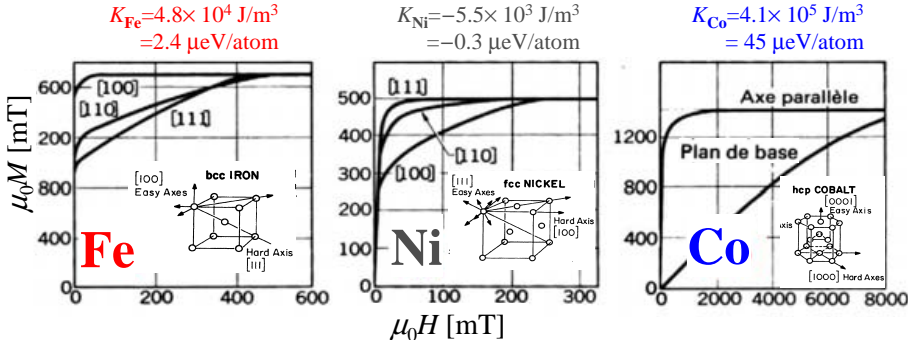 K_Fe=4.8× 10⁴ J/m³
=2.4 µeV/atom
K_Ni=−5.5× 10³ J/m³
=−0.3 µeV/atom
K_Co=4.1× 10⁵ J/m³
= 45 µeV/atom
µ₀M [mT]
600
200
800
400
0
[100]
[110]
[111]
bcc IRON
[100]
Easy Axes
Hard Axis
[111]
Fe
0
200
400
600
500
400
300
200
100
0
[111]
[110]
[100]
[111]
Easy Axes
fcc NICKEL
Hard Axis
[100]
Ni
0
100
200
300
1200
800
400
0
Axe parallèle
Plan de base
hcp COBALT
[0001]
Easy Axis
axis
[1000] Hard Axes
Co
0
2000
4000
6000
8000
µ₀H [mT]